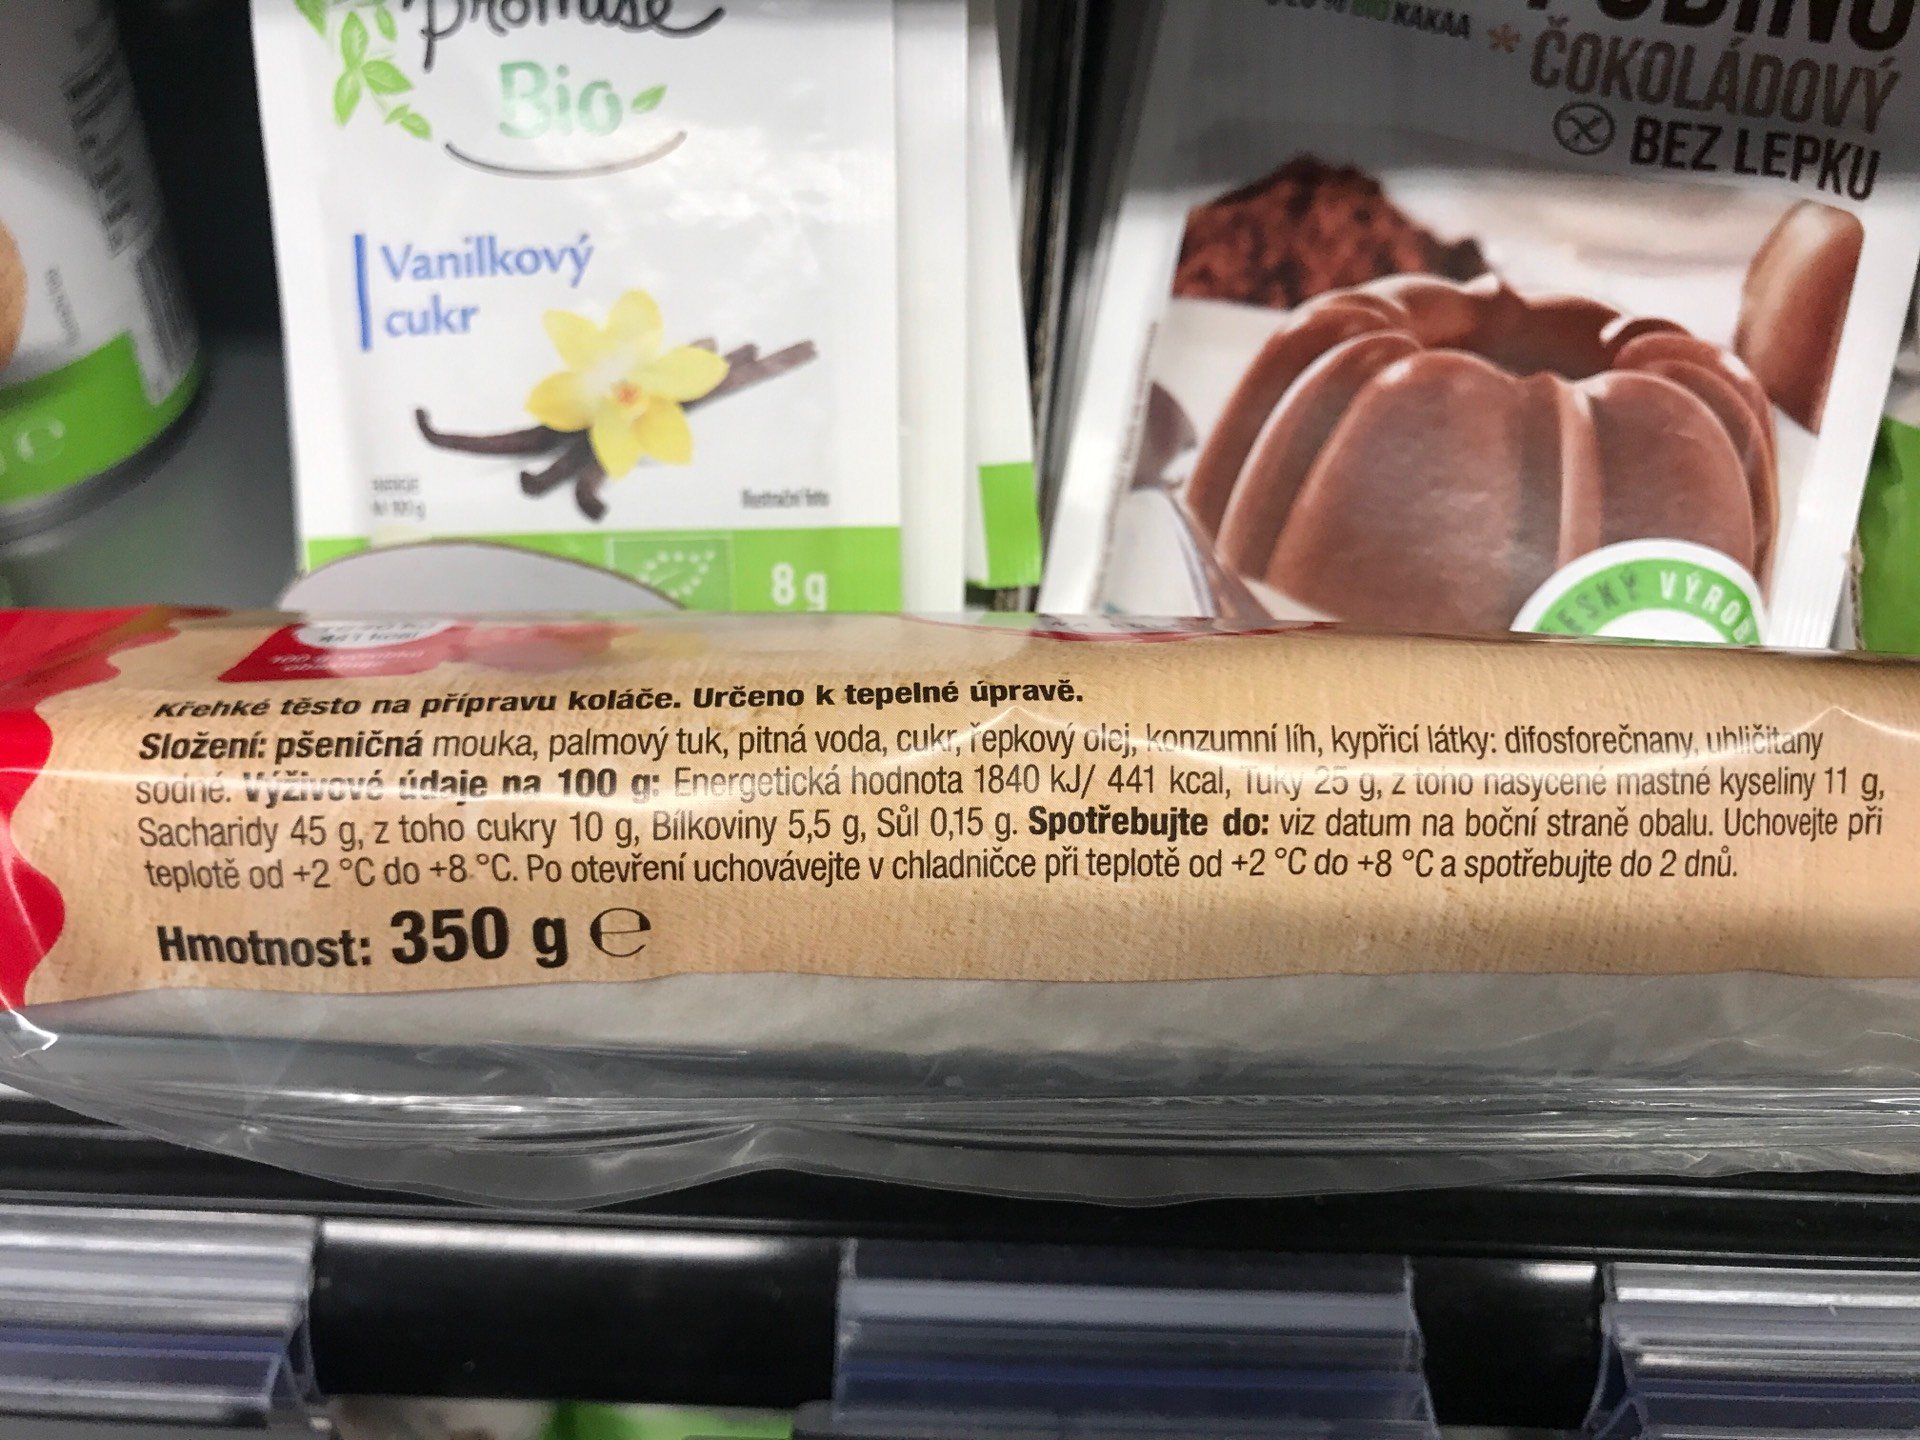 promise
Bio
Vanilkový
cukr
8 g
KAKAA
ČOKOLÁDOVÝ
BEZ LEPKU
441 kcal
Křehké těsto na přípravu koláče. Určeno k tepelné úpravě.
Složení: pšeničná mouka, palmový tuk, pitná voda, cukr, řepkový olej, konzumní líh, kypřicí látky: difosforečnany, uhličitany
sodné. Výživové údaje na 100 g: Energetická hodnota 1840 kJ/ 441 kcal, Tuky 25 g, z toho nasycené mastné kyseliny 11 g,
Sacharidy 45 g, z toho cukry 10 g, Bílkoviny 5,5 g, Sůl 0,15 g. Spotřebujte do: viz datum na boční straně obalu. Uchovejte při
teplotě od +2 °C do +8 °C. Po otevření uchovávejte v chladničce při teplotě od +2 °C do +8 °C a spotřebujte do 2 dnů.
Hmotnost: 350 g ℮